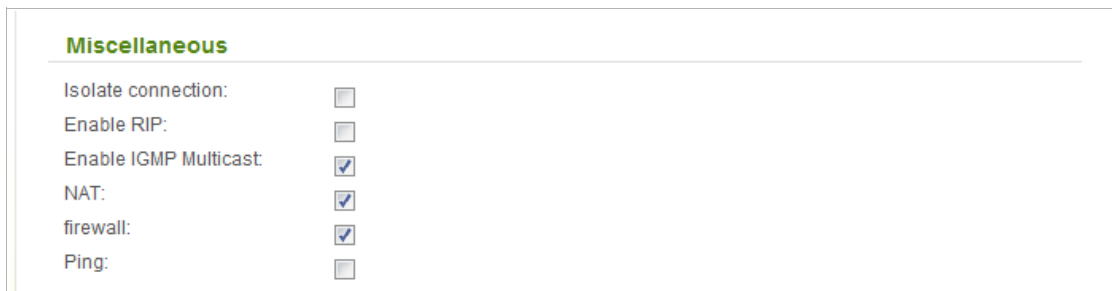 Miscellaneous
Isolate connection:
Enable RIP:
Enable IGMP Multicast:
NAT:
firewall:
Ping: